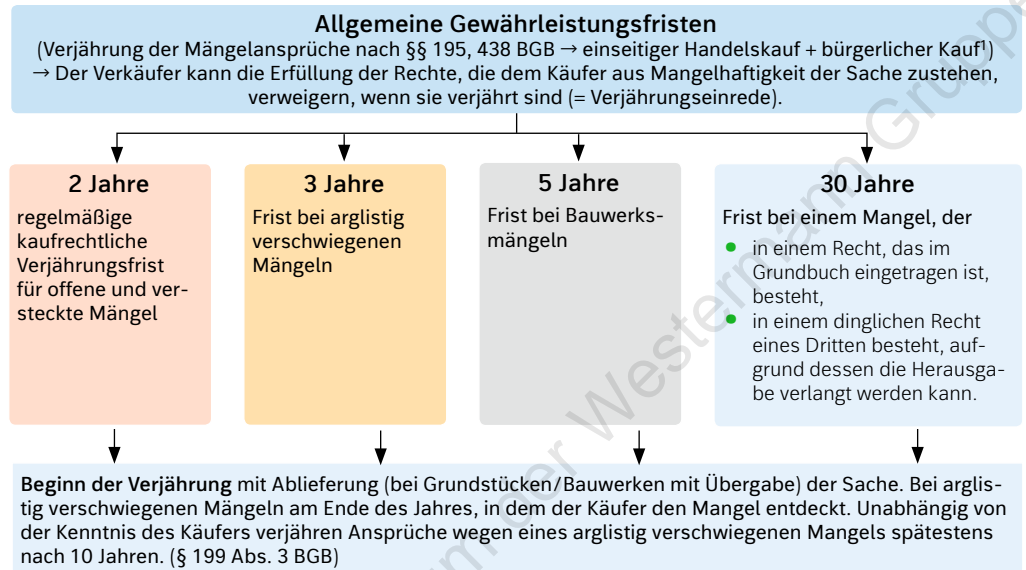 Allgemeine Gewährleistungsfristen
(Verjährung der Mängelansprüche nach §§ 195, 438 BGB → einseitiger Handelskauf + bürgerlicher Kauf¹)
→ Der Verkäufer kann die Erfüllung der Rechte, die dem Käufer aus Mangelhaftigkeit der Sache zustehen,
verweigern, wenn sie verjährt sind (= Verjährungseinrede).
2 Jahre
regelmäßige
kaufrechtliche
Verjährungsfrist
für offene und ver-
steckte Mängel
3 Jahre
Frist bei arglistig
verschwiegenen
Mängeln
5 Jahre
Frist bei Bauwerks-
mängeln
30 Jahre
Frist bei einem Mangel, der
• in einem Recht, das im
Grundbuch eingetragen ist,
besteht,
• in einem dinglichen Recht
eines Dritten besteht, auf-
grund dessen die Herausga-
be verlangt werden kann.
Beginn der Verjährung mit Ablieferung (bei Grundstücken/Bauwerken mit Übergabe) der Sache. Bei arglis-
tig verschwiegenen Mängeln am Ende des Jahres, in dem der Käufer den Mangel entdeckt. Unabhängig von
der Kenntnis des Käufers verjähren Ansprüche wegen eines arglistig verschwiegenen Mangels spätestens
nach 10 Jahren. (§ 199 Abs. 3 BGB)
der Westermann Gruppe